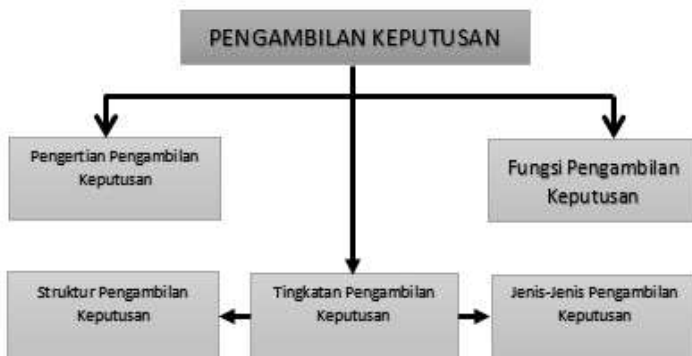 PENGAMBILAN KEPUTUSAN
Pengertian Pengambilan
Keputusan
Fungsi Pengambilan
Keputusan
Struktur Pengambilan
Keputusan
Tingkatan Pengambilan
Keputusan
Jenis-Jenis Pengambilan
Keputusan